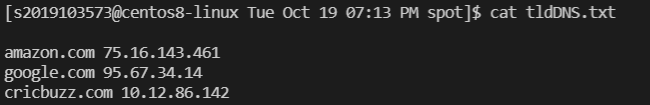 [s2019103573@centos8-linux Tue Oct 19 07:13 PM spot]$ cat tldDNS.txt
amazon.com 75.16.143.461
google.com 95.67.34.14
cricbuzz.com 10.12.86.142